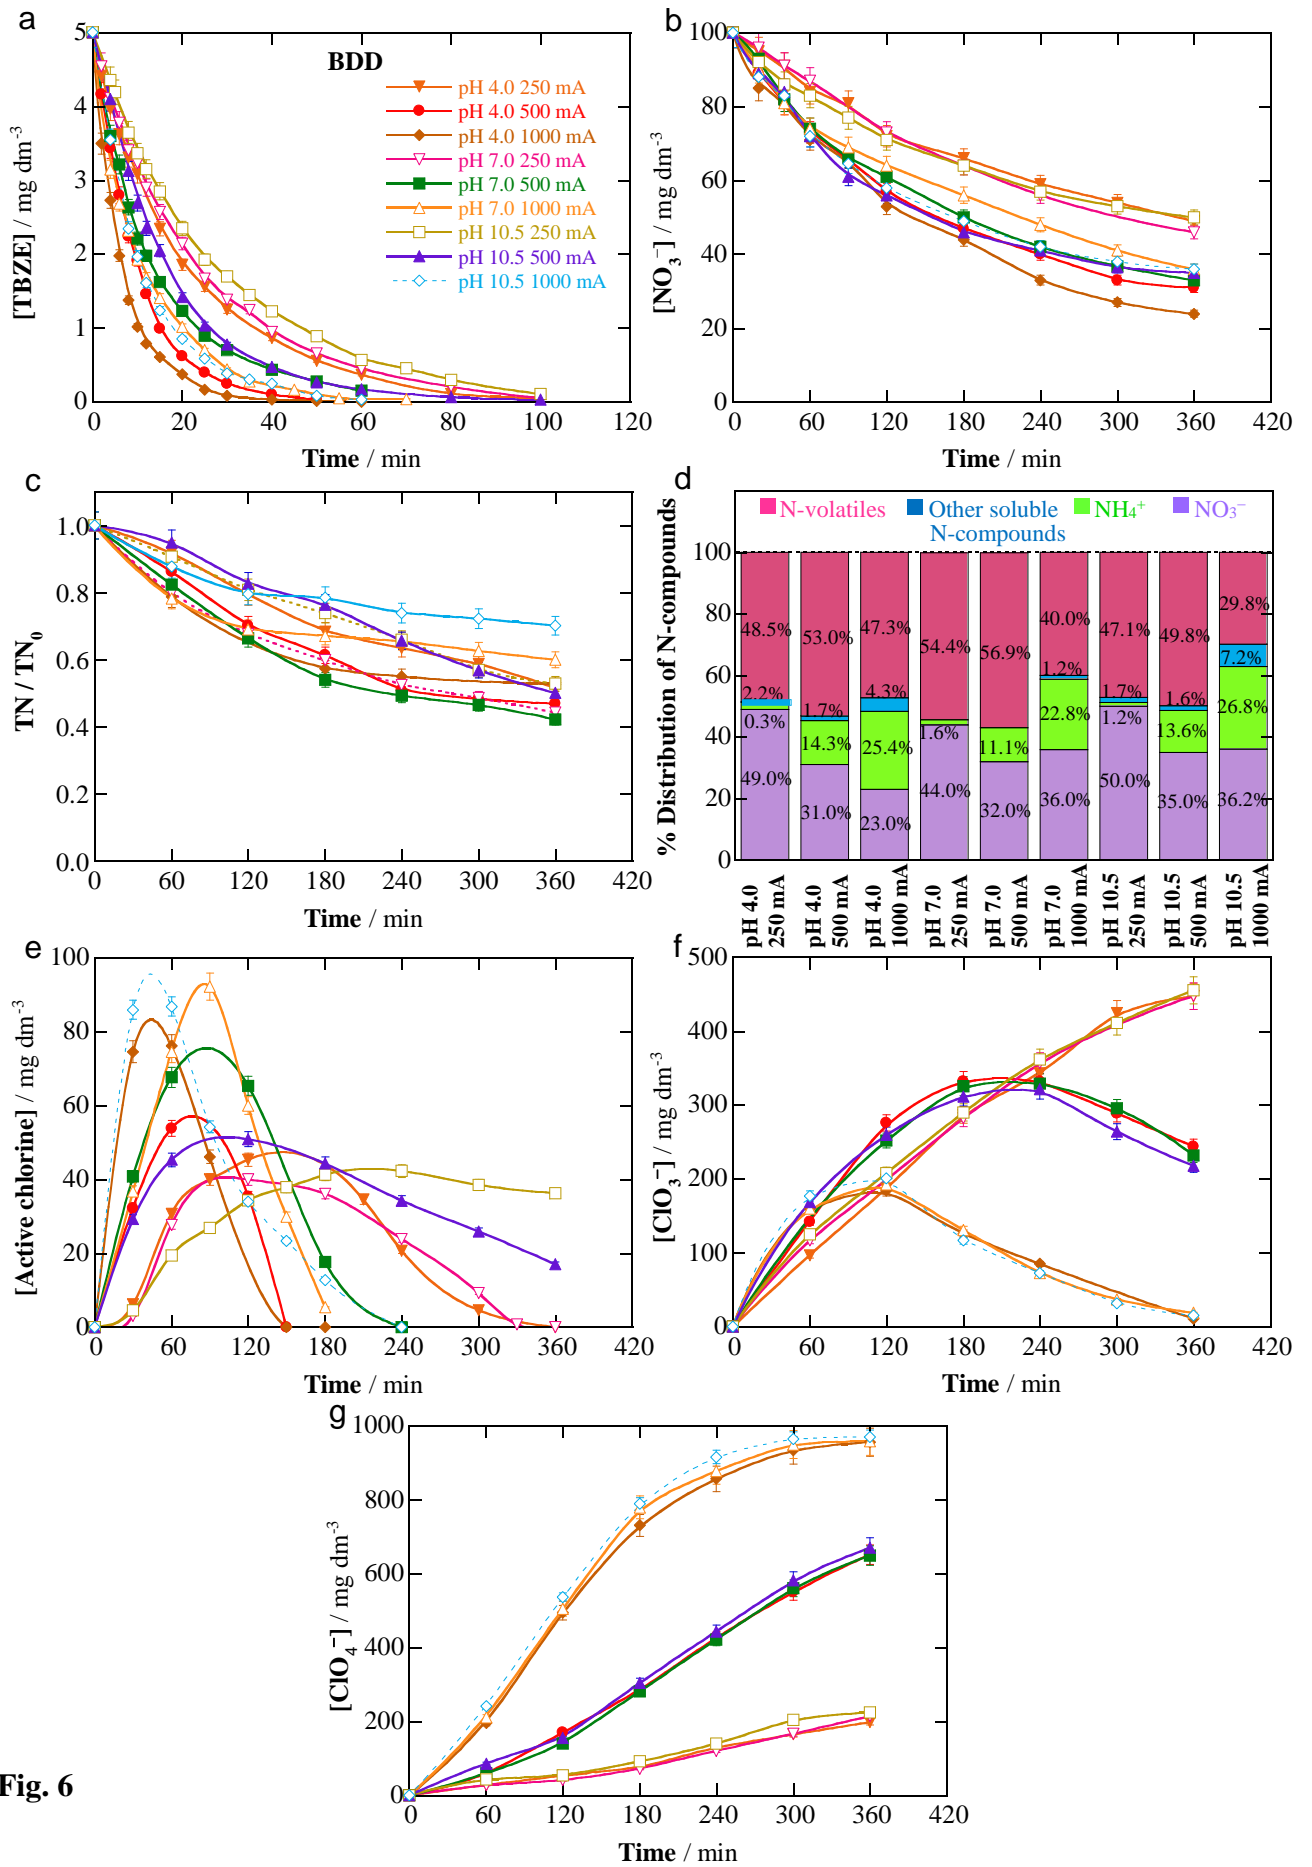 a
[TBZE] / mg dm-3
5
4
3
2
1
0
0 20 40 60 80 100 120
Time / min
BDD
pH 4.0 250 mA
pH 4.0 500 mA
pH 4.0 1000 mA
pH 7.0 250 mA
pH 7.0 500 mA
pH 7.0 1000 mA
pH 10.5 250 mA
pH 10.5 500 mA
pH 10.5 1000 mA
b
[NO3−] / mg dm-3
100
80
60
40
20
0
0 60 120 180 240 300 360 420
Time / min
c
TN / TN0
1.0
0.8
0.6
0.4
0.2
0.0
0 60 120 180 240 300 360 420
Time / min
d
% Distribution of N-compounds
N-volatiles
Other soluble
N-compounds
NH4+
NO3−
100
80
60
40
20
0
48.5% 53.0% 47.3% 54.4% 56.9% 40.0% 47.1% 49.8% 29.8%
2.2% 1.7% 4.3% 1.2% 1.7% 1.6% 7.2%
0.3% 14.3% 25.4% 1.6% 11.1% 22.8% 1.2% 13.6% 26.8%
49.0% 31.0% 23.0% 44.0% 32.0% 36.0% 50.0% 35.0% 36.2%
pH 4.0
250 mA
pH 4.0
500 mA
pH 4.0
1000 mA
pH 7.0
250 mA
pH 7.0
500 mA
pH 7.0
1000 mA
pH 10.5
250 mA
pH 10.5
500 mA
pH 10.5
1000 mA
e
[Active chlorine] / mg dm-3
100
80
60
40
20
0
0 60 120 180 240 300 360 420
Time / min
f
[ClO3−] / mg dm-3
500
400
300
200
100
0
0 60 120 180 240 300 360 420
Time / min
g
[ClO4−] / mg dm-3
1000
800
600
400
200
0
0 60 120 180 240 300 360 420
Time / min
Fig. 6